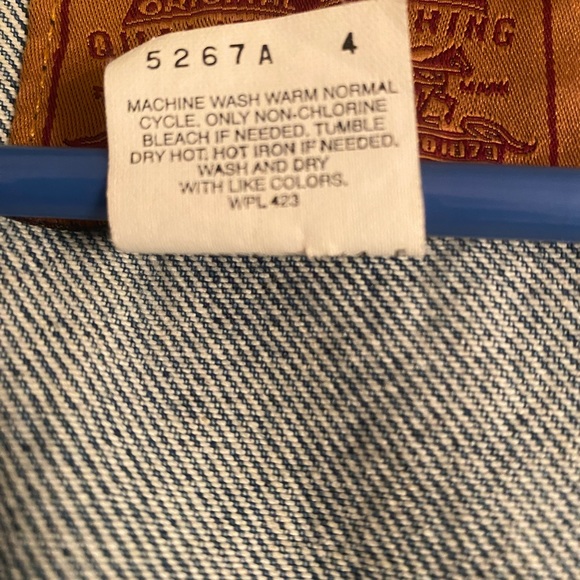 ORIGINAL
5267A 4
MACHINE WASH WARM NORMAL
CYCLE. ONLY NON-CHLORINE
BLEACH IF NEEDED. TUMBLE
DRY HOT. HOT IRON IF NEEDED.
WASH AND DRY
WITH LIKE COLORS.
WPL 423